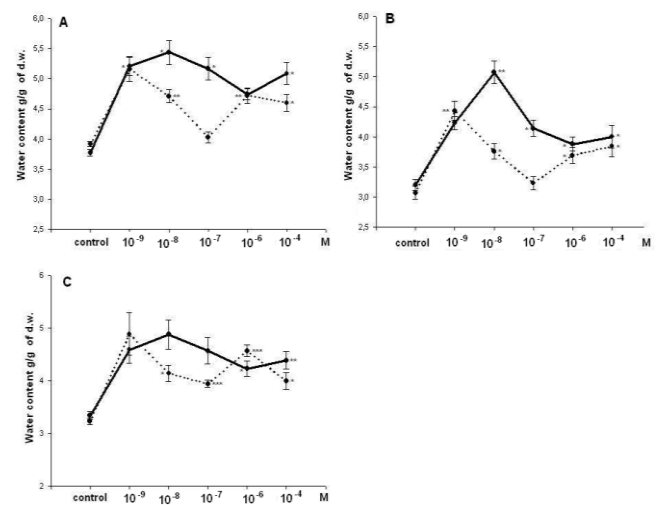 A
6,0
5,5
5,0
4,5
4,0
3,5
3,0
2,5
Water content g/g of d.w.
control 10-9 10-8 10-7 10-6 10-4 M
* * * * ** ** * *
B
6,0
5,5
5,0
4,5
4,0
3,5
3,0
2,5
Water content g/g of d.w.
control 10-9 10-8 10-7 10-6 10-4 M
** ** * * * * * *
C
6
5
4
3
2
Water content g/g of d.w.
control 10-9 10-8 10-7 10-6 10-4 M
* *** *** * ** *